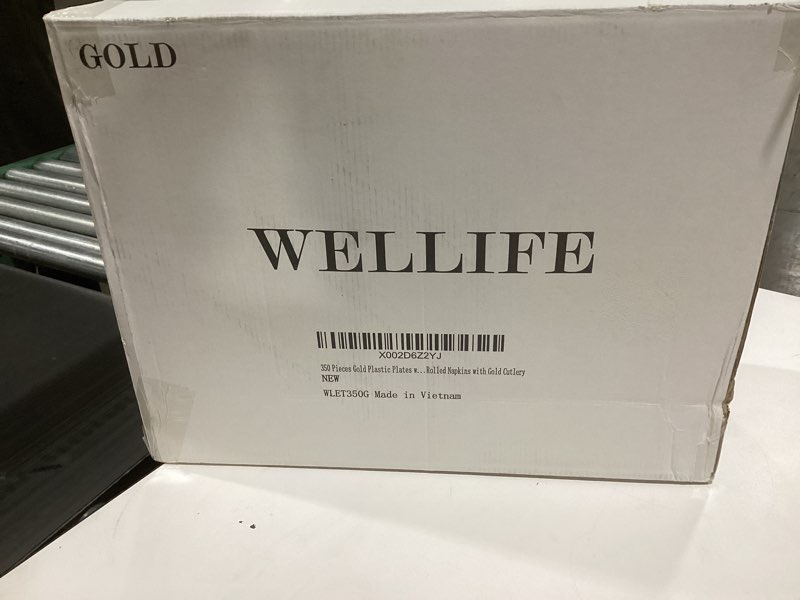 GOLD
WELLIFE
X002D6Z2YJ
350 Pieces Gold Plastic Plates w...Rolled Napkins with Gold Cutlery
NEW
WLET350G Made in Vietnam